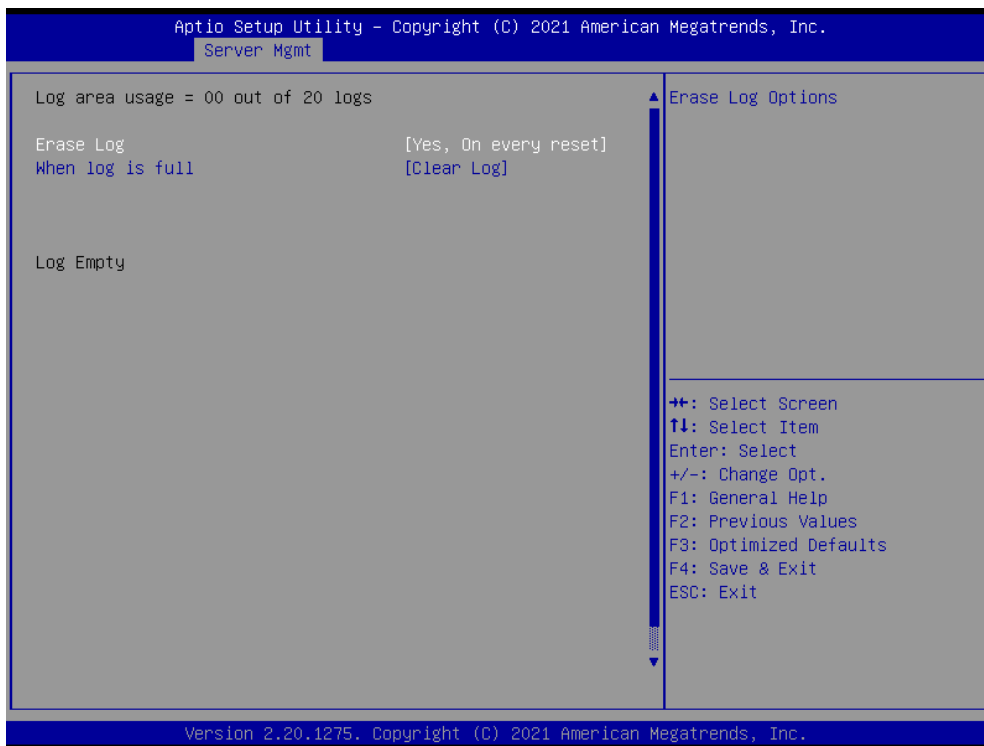 Aptio Setup Utility – Copyright (C) 2021 American Megatrends, Inc.
Server Mgmt
Log area usage = 00 out of 20 logs
Erase Log [Yes, On every reset]
When log is full [Clear Log]
Log Empty
Erase Log Options
→←: Select Screen
↑↓: Select Item
Enter: Select
+/-: Change Opt.
F1: General Help
F2: Previous Values
F3: Optimized Defaults
F4: Save & Exit
ESC: Exit
Version 2.20.1275. Copyright (C) 2021 American Megatrends, Inc.